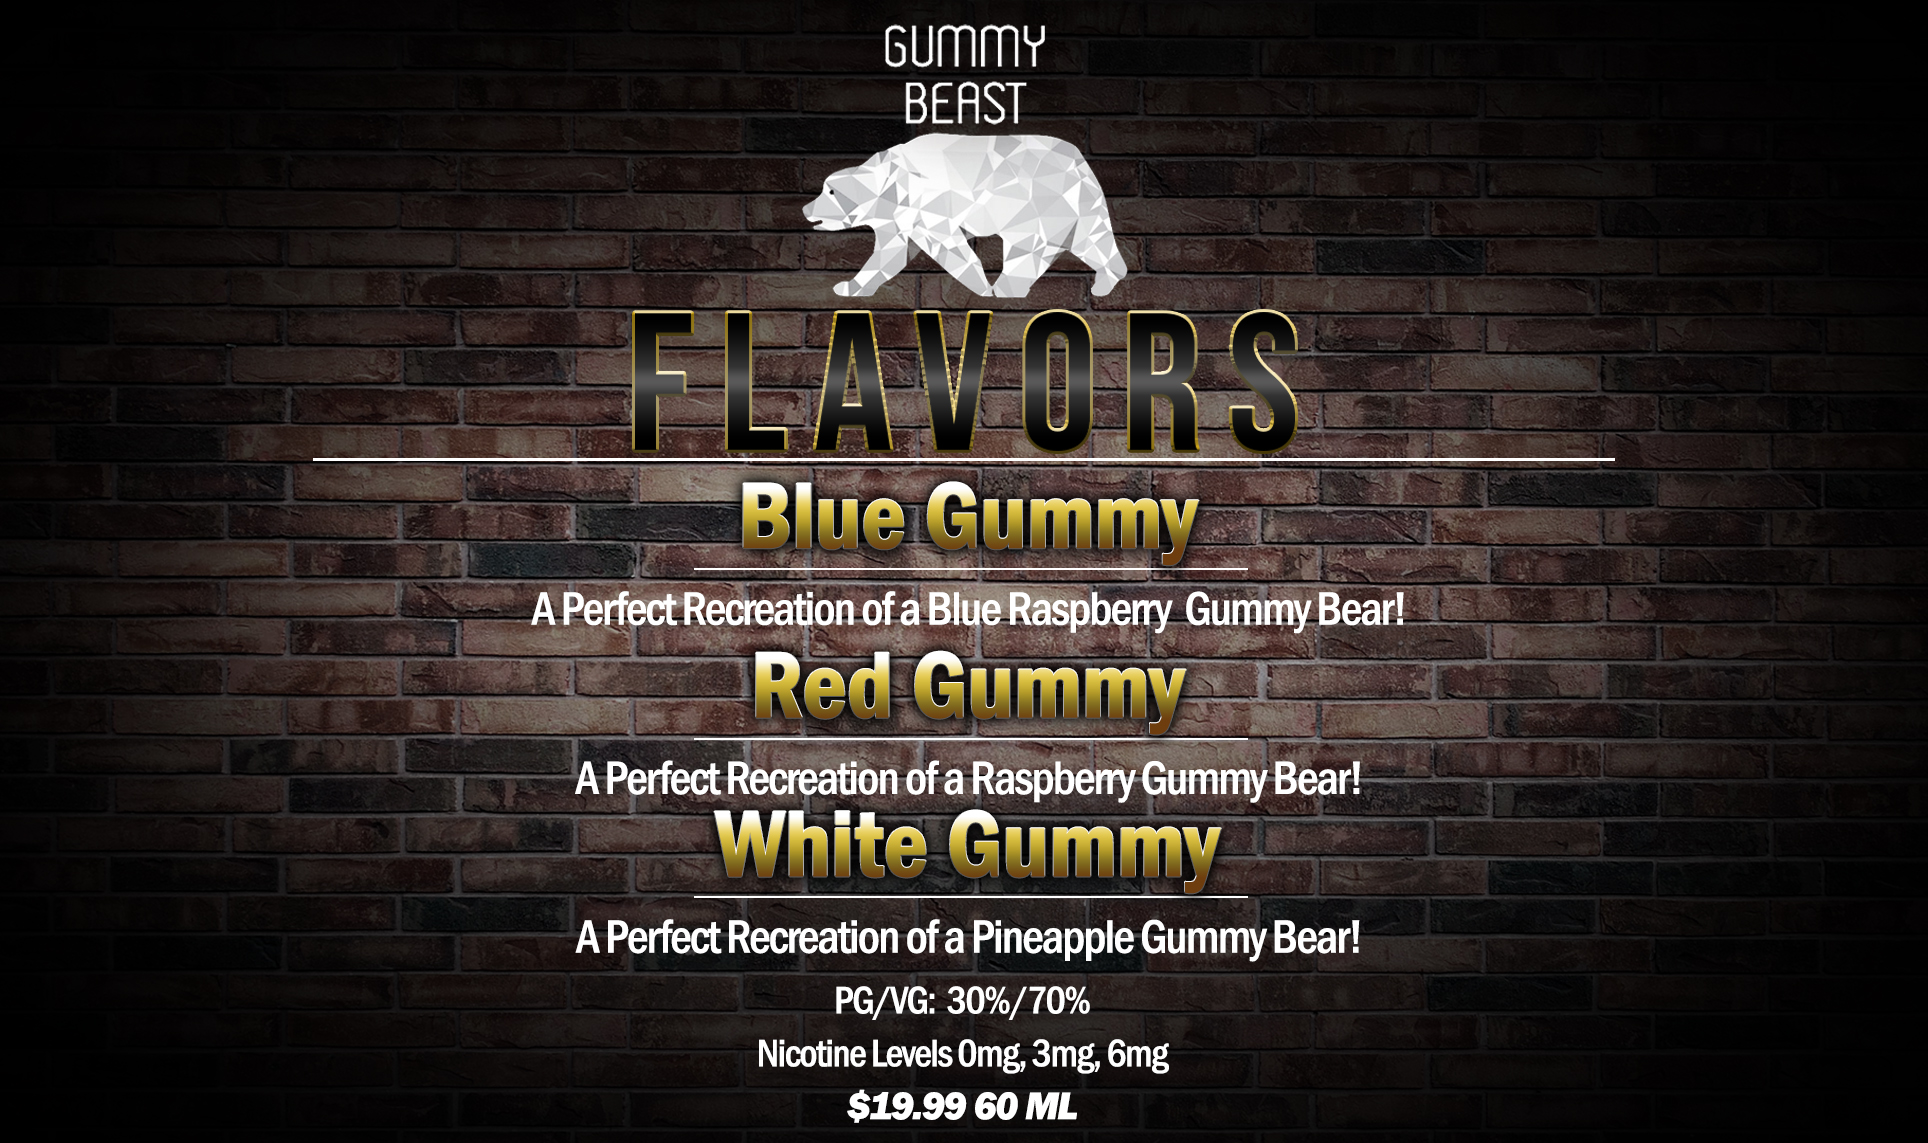 GUMMY
BEAST
FLAVORS
Blue Gummy
A Perfect Recreation of a Blue Raspberry Gummy Bear!
Red Gummy
A Perfect Recreation of a Raspberry Gummy Bear!
White Gummy
A Perfect Recreation of a Pineapple Gummy Bear!
PG/VG: 30%/70%
Nicotine Levels 0mg, 3mg, 6mg
$19.99 60 ML